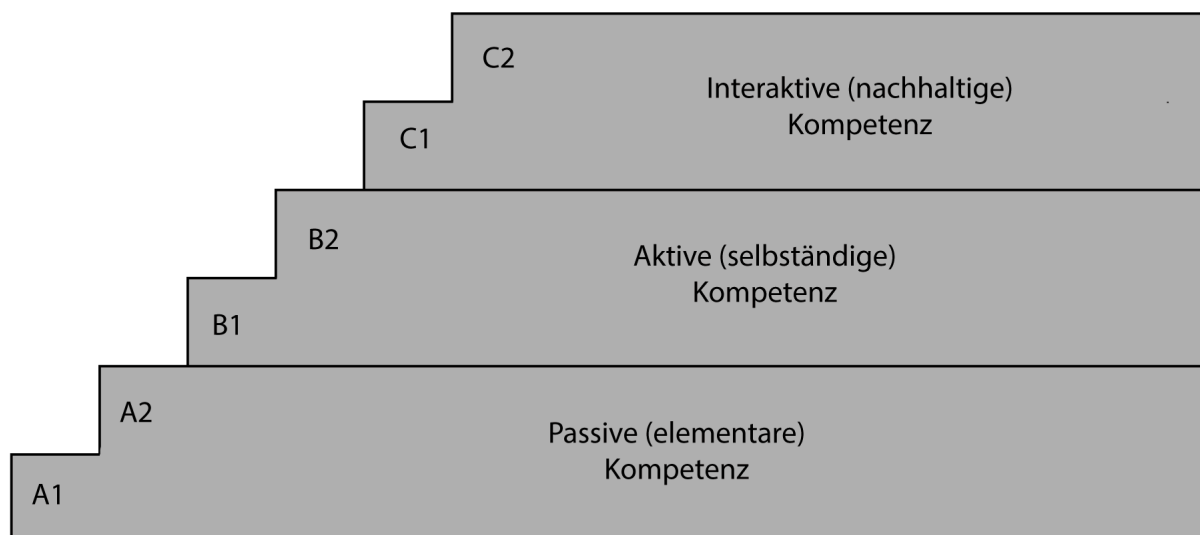 C2
Interaktive (nachhaltige)
Kompetenz
C1
B2
Aktive (selbständige)
Kompetenz
B1
A2
Passive (elementare)
Kompetenz
A1